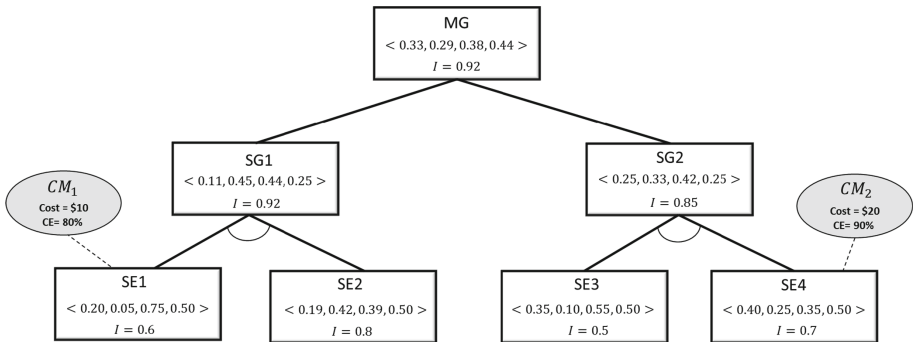 MG
< 0.33, 0.29, 0.38, 0.44 >
I = 0.92
SG1
< 0.11, 0.45, 0.44, 0.25 >
I = 0.92
SG2
< 0.25, 0.33, 0.42, 0.25 >
I = 0.85
CM₁
Cost = $10
CE= 80%
CM₂
Cost = $20
CE= 90%
SE1
< 0.20, 0.05, 0.75, 0.50 >
I = 0.6
SE2
< 0.19, 0.42, 0.39, 0.50 >
I = 0.8
SE3
< 0.35, 0.10, 0.55, 0.50 >
I = 0.5
SE4
< 0.40, 0.25, 0.35, 0.50 >
I = 0.7